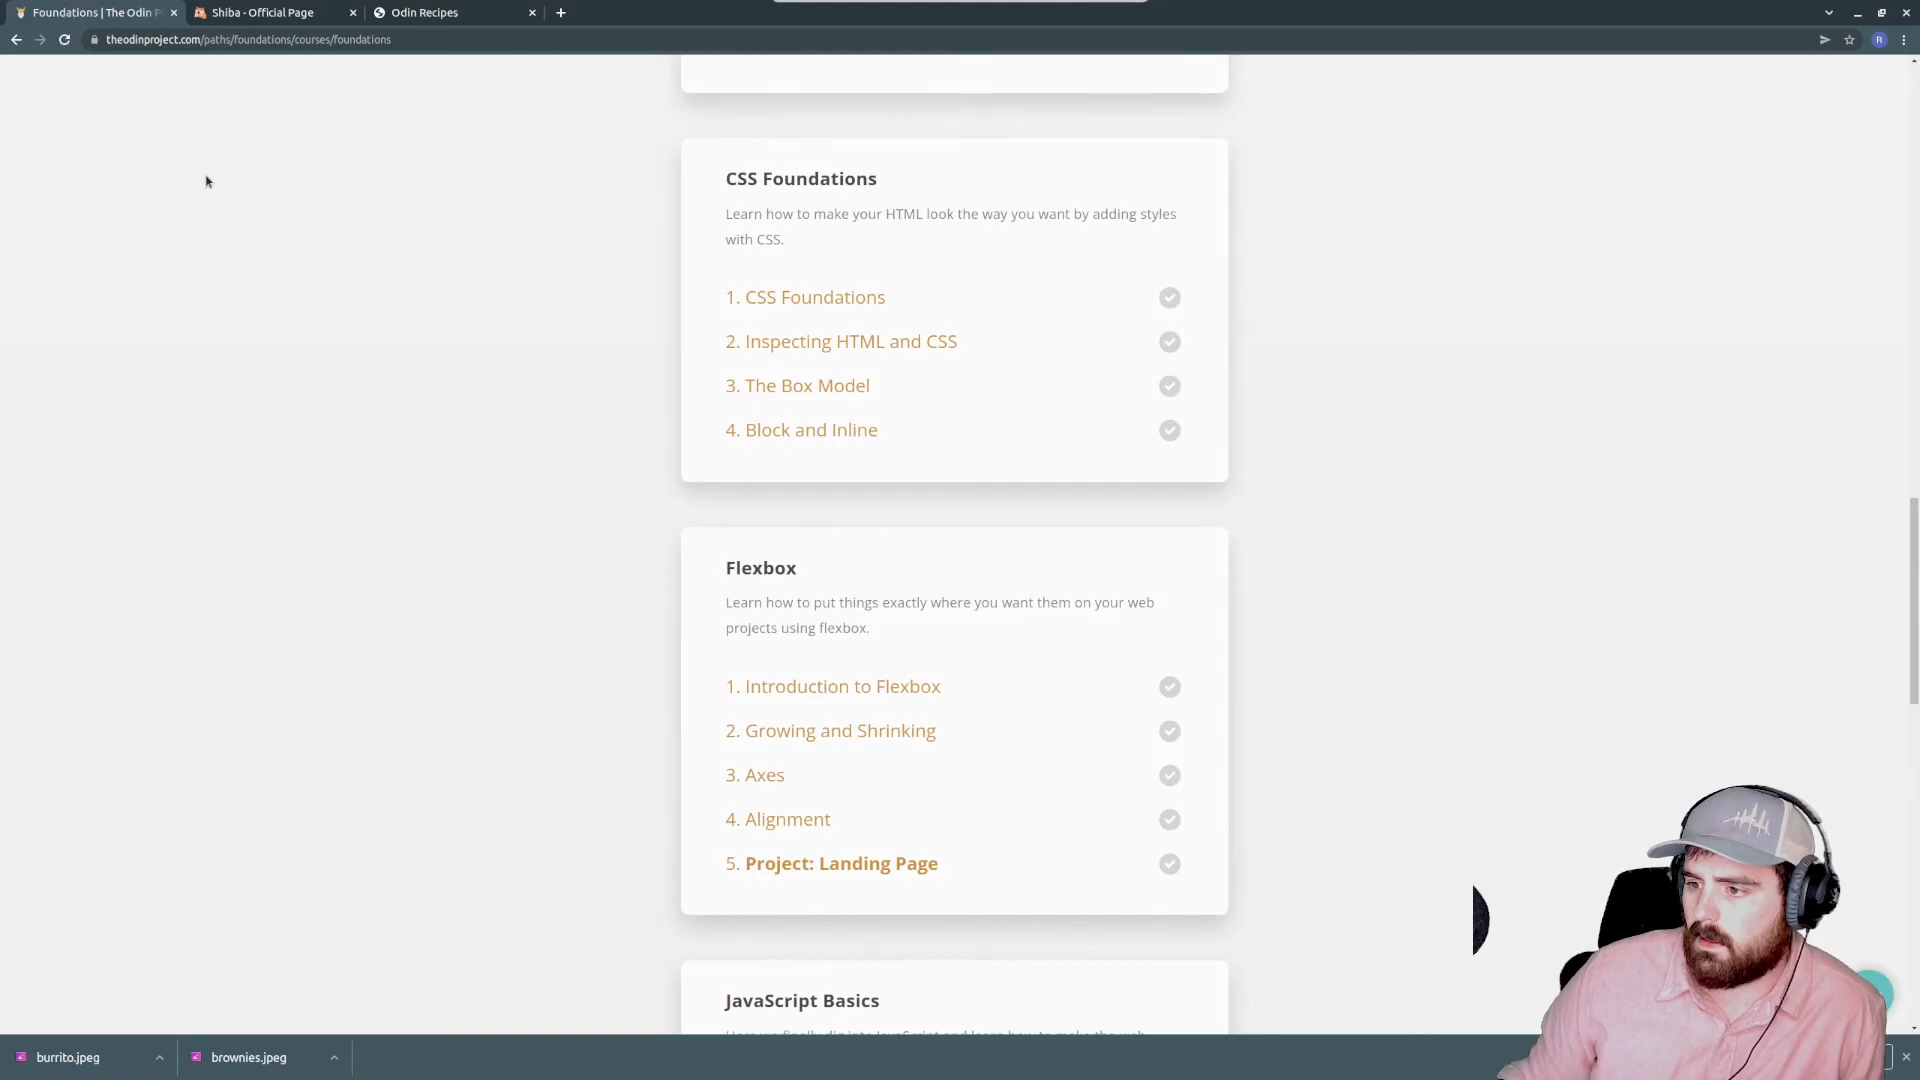 Foundations | The Odin P
Shiba - Official Page
Odin Recipes
theodinproject.com/paths/foundations/courses/foundations
R
CSS Foundations
Learn how to make your HTML look the way you want by adding styles
with CSS.
1. CSS Foundations
2. Inspecting HTML and CSS
3. The Box Model
4. Block and Inline
Flexbox
Learn how to put things exactly where you want them on your web
projects using flexbox.
1. Introduction to Flexbox
2. Growing and Shrinking
3. Axes
4. Alignment
5. Project: Landing Page
JavaScript Basics
burrito.jpeg
brownies.jpeg